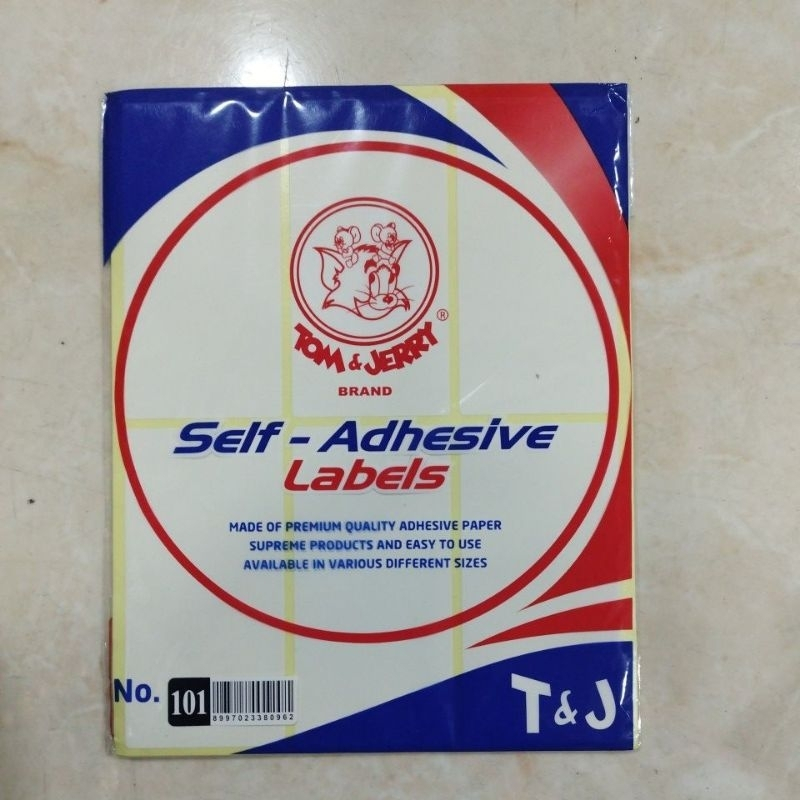 TOM & JERRY ®
BRAND
Self - Adhesive
Labels
MADE OF PREMIUM QUALITY ADHESIVE PAPER
SUPREME PRODUCTS AND EASY TO USE
AVAILABLE IN VARIOUS DIFFERENT SIZES
No. 101
8997023380962
T & J